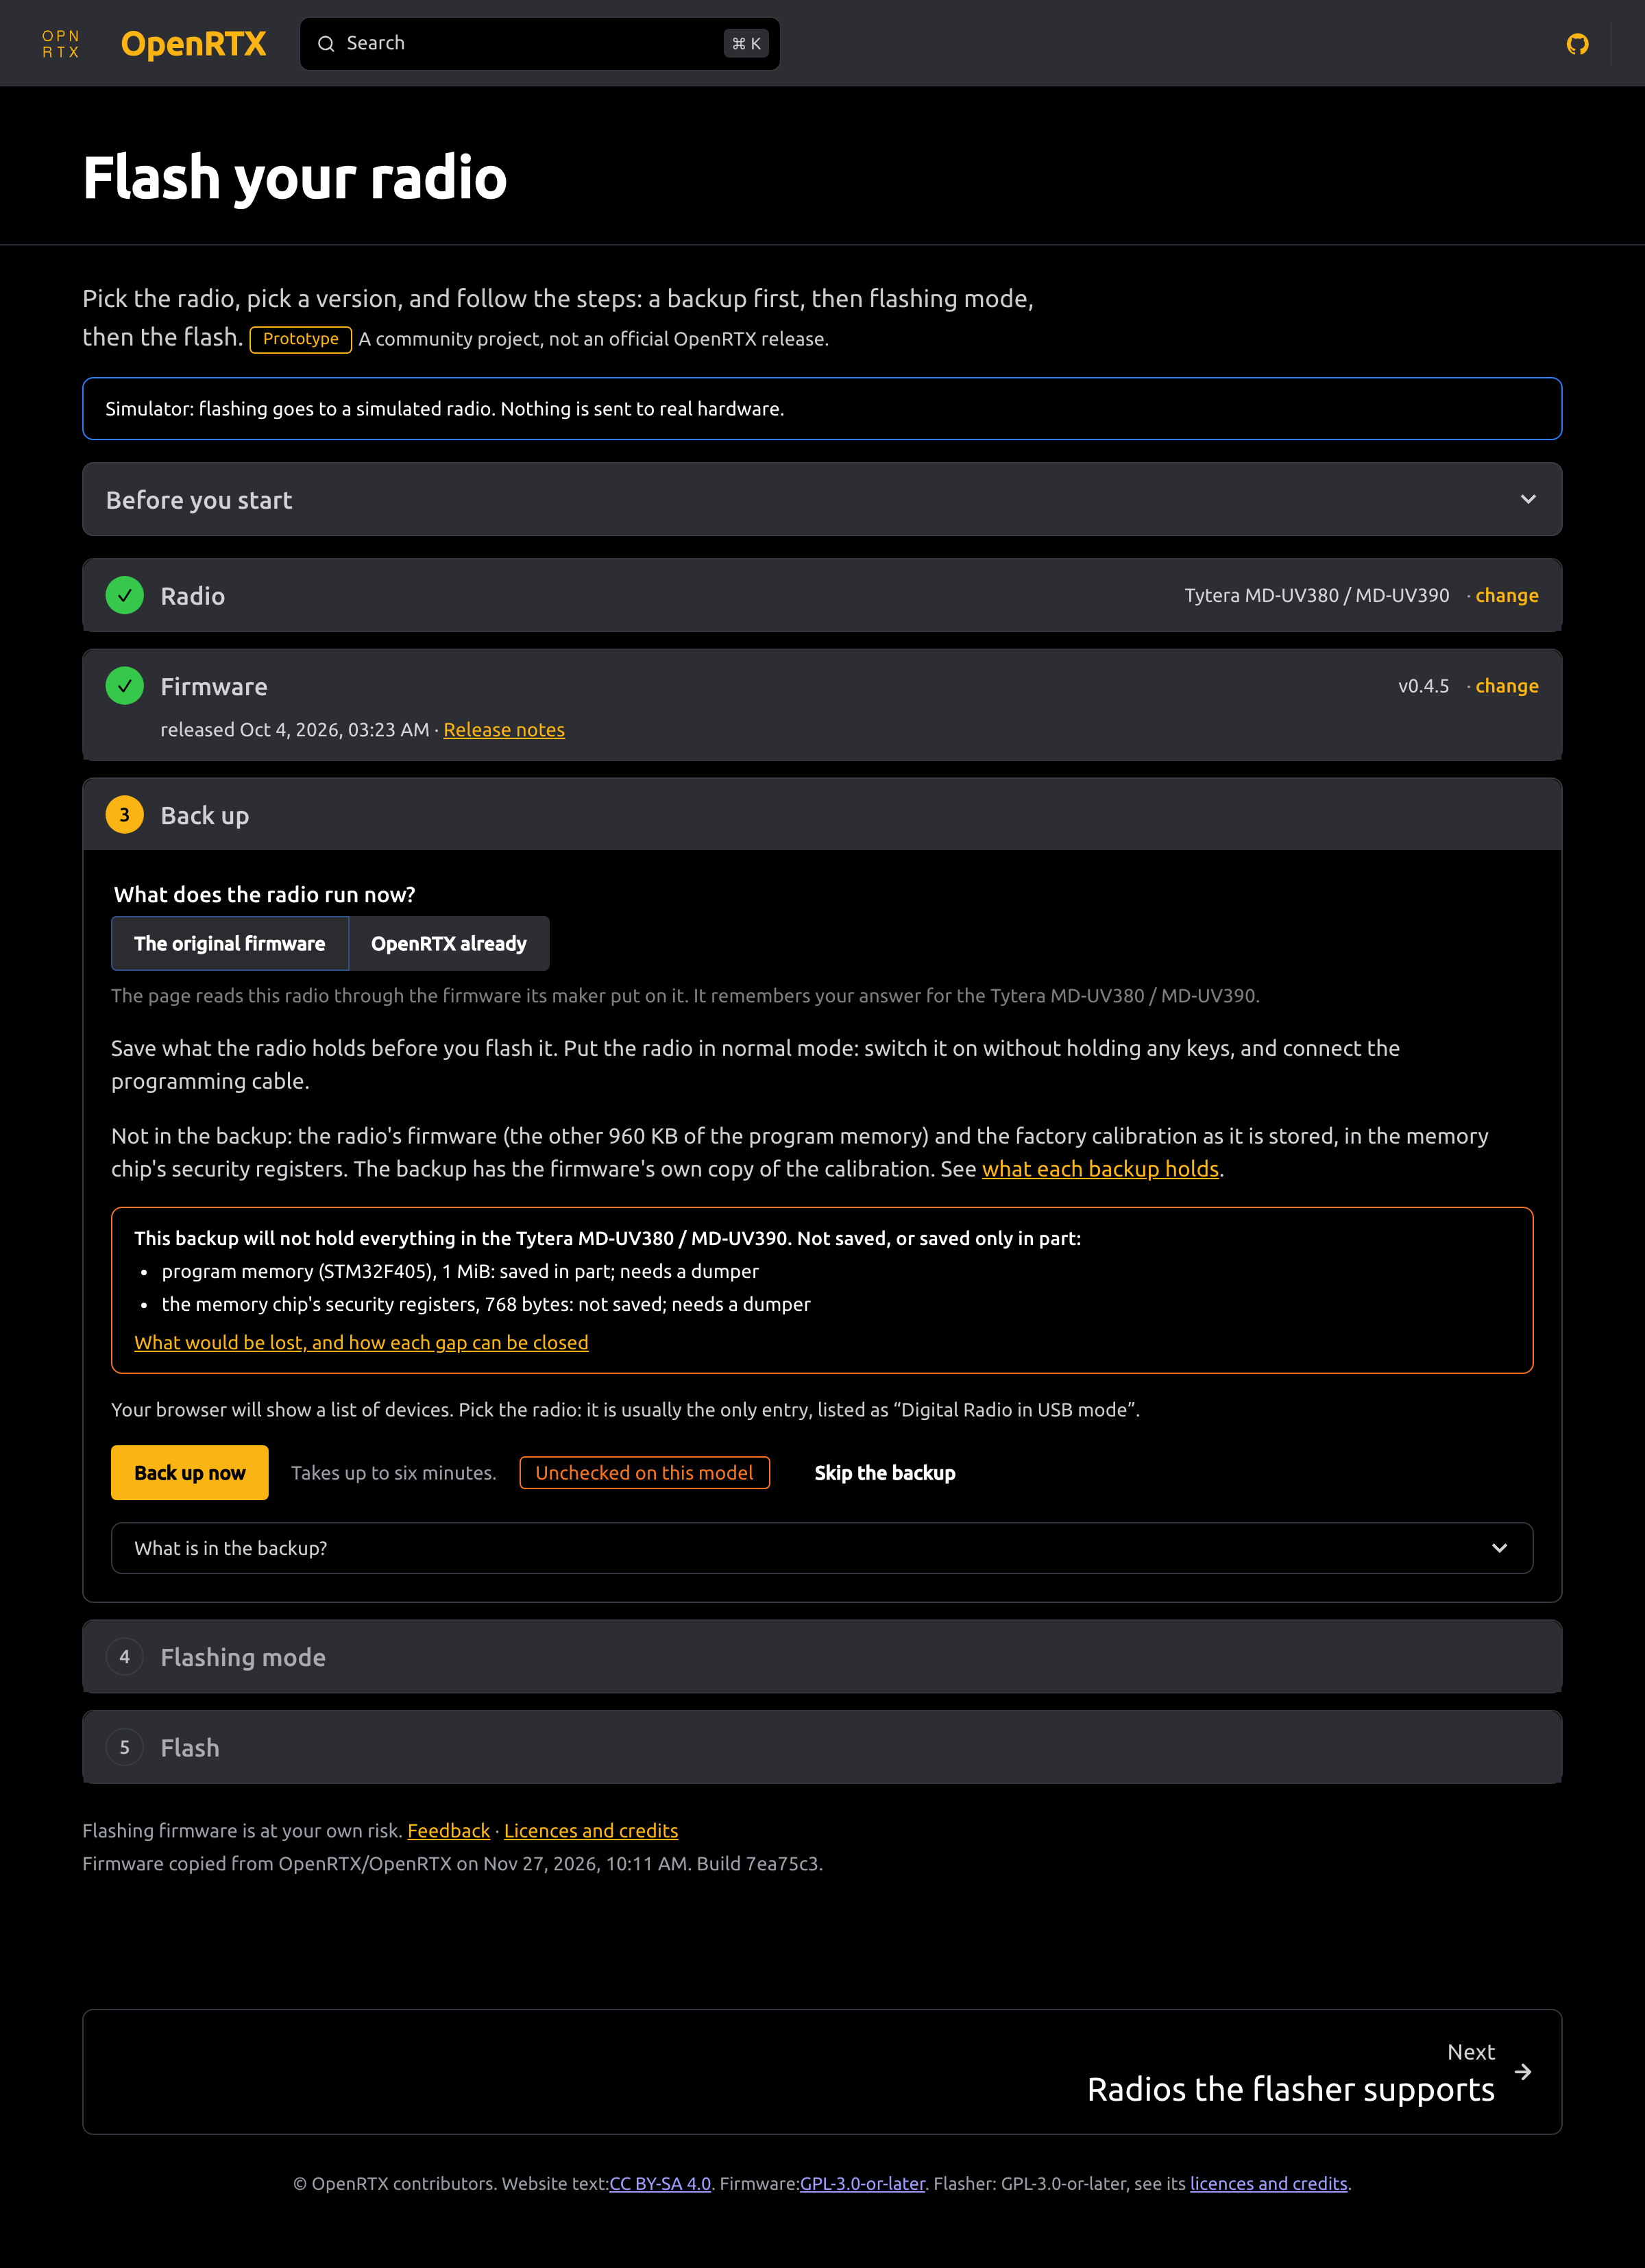 OPN
RTX
OpenRTX
Search
⌘ K
Flash your radio
Pick the radio, pick a version, and follow the steps: a backup first, then flashing mode,
then the flash. Prototype A community project, not an official OpenRTX release.
Simulator: flashing goes to a simulated radio. Nothing is sent to real hardware.
Before you start
Radio
Tytera MD-UV380 / MD-UV390 · change
Firmware
v0.4.5 · change
released Oct 4, 2026, 03:23 AM · Release notes
3 Back up
What does the radio run now?
The original firmware OpenRTX already
The page reads this radio through the firmware its maker put on it. It remembers your answer for the Tytera MD-UV380 / MD-UV390.
Save what the radio holds before you flash it. Put the radio in normal mode: switch it on without holding any keys, and connect the
programming cable.
Not in the backup: the radio's firmware (the other 960 KB of the program memory) and the factory calibration as it is stored, in the memory
chip's security registers. The backup has the firmware's own copy of the calibration. See what each backup holds.
This backup will not hold everything in the Tytera MD-UV380 / MD-UV390. Not saved, or saved only in part:
• program memory (STM32F405), 1 MiB: saved in part; needs a dumper
• the memory chip's security registers, 768 bytes: not saved; needs a dumper
What would be lost, and how each gap can be closed
Your browser will show a list of devices. Pick the radio: it is usually the only entry, listed as “Digital Radio in USB mode”.
Back up now Takes up to six minutes. Unchecked on this model Skip the backup
What is in the backup?
4 Flashing mode
5 Flash
Flashing firmware is at your own risk. Feedback · Licences and credits
Firmware copied from OpenRTX/OpenRTX on Nov 27, 2026, 10:11 AM. Build 7ea75c3.
Next
Radios the flasher supports
© OpenRTX contributors. Website text:CC BY-SA 4.0. Firmware:GPL-3.0-or-later. Flasher: GPL-3.0-or-later, see its licences and credits.